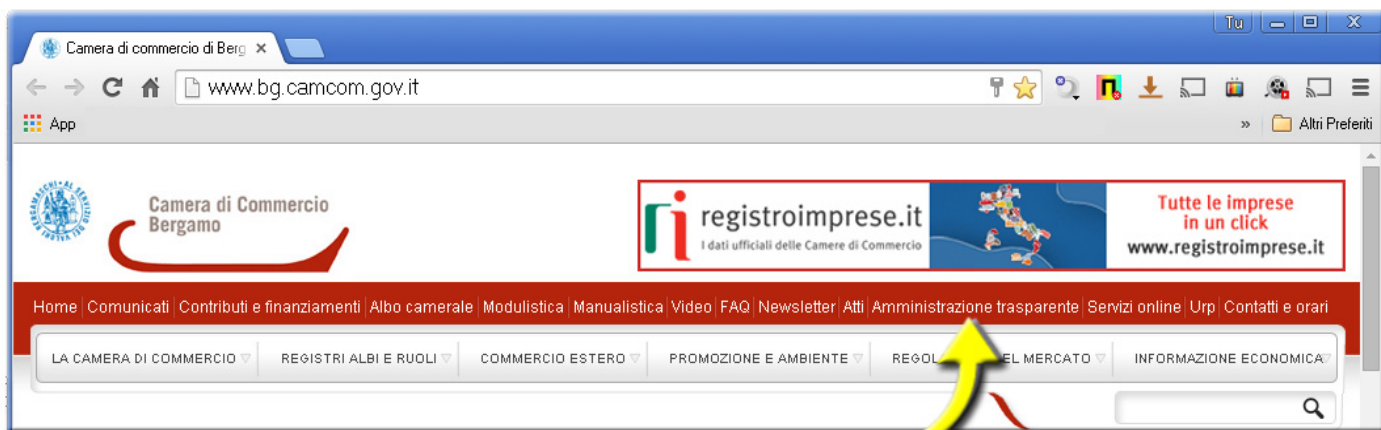 Tu
Camera di commercio di Berg
www.bg.camcom.gov.it
App
» Altri Preferiti
BERGAMASCHI AL SERVIZIO
Camera di Commercio
Bergamo
registroimprese.it
I dati ufficiali delle Camere di Commercio
Tutte le imprese
in un click
www.registroimprese.it
Home Comunicati Contributi e finanziamenti Albo camerale Modulistica Manualistica Video FAQ Newsletter Atti Amministrazione trasparente Servizi online Urp Contatti e orari
LA CAMERA DI COMMERCIO REGISTRI ALBI E RUOLI COMMERCIO ESTERO PROMOZIONE E AMBIENTE REGOL EL MERCATO INFORMAZIONE ECONOMICA